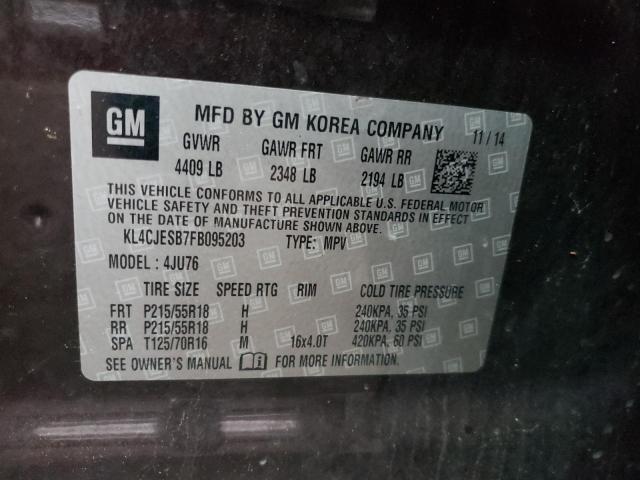 GM
MFD BY GM KOREA COMPANY 11/14
GVWR GAWR FRT GAWR RR
4409 LB 2348 LB 2194 LB
THIS VEHICLE CONFORMS TO ALL APPLICABLE U.S. FEDERAL MOTOR
VEHICLE SAFETY AND THEFT PREVENTION STANDARDS IN EFFECT
ON THE DATE OF MANUFACTURE SHOWN ABOVE.
KL4CJESB7FB095203 TYPE: MPV
MODEL : 4JU76
TIRE SIZE SPEED RTG RIM COLD TIRE PRESSURE
FRT P215/55R18 H 240KPA, 35 PSI
RR P215/55R18 H 240KPA, 35 PSI
SPA T125/70R16 M 16x4.0T 420KPA, 60 PSI
SEE OWNER'S MANUAL FOR MORE INFORMATION.